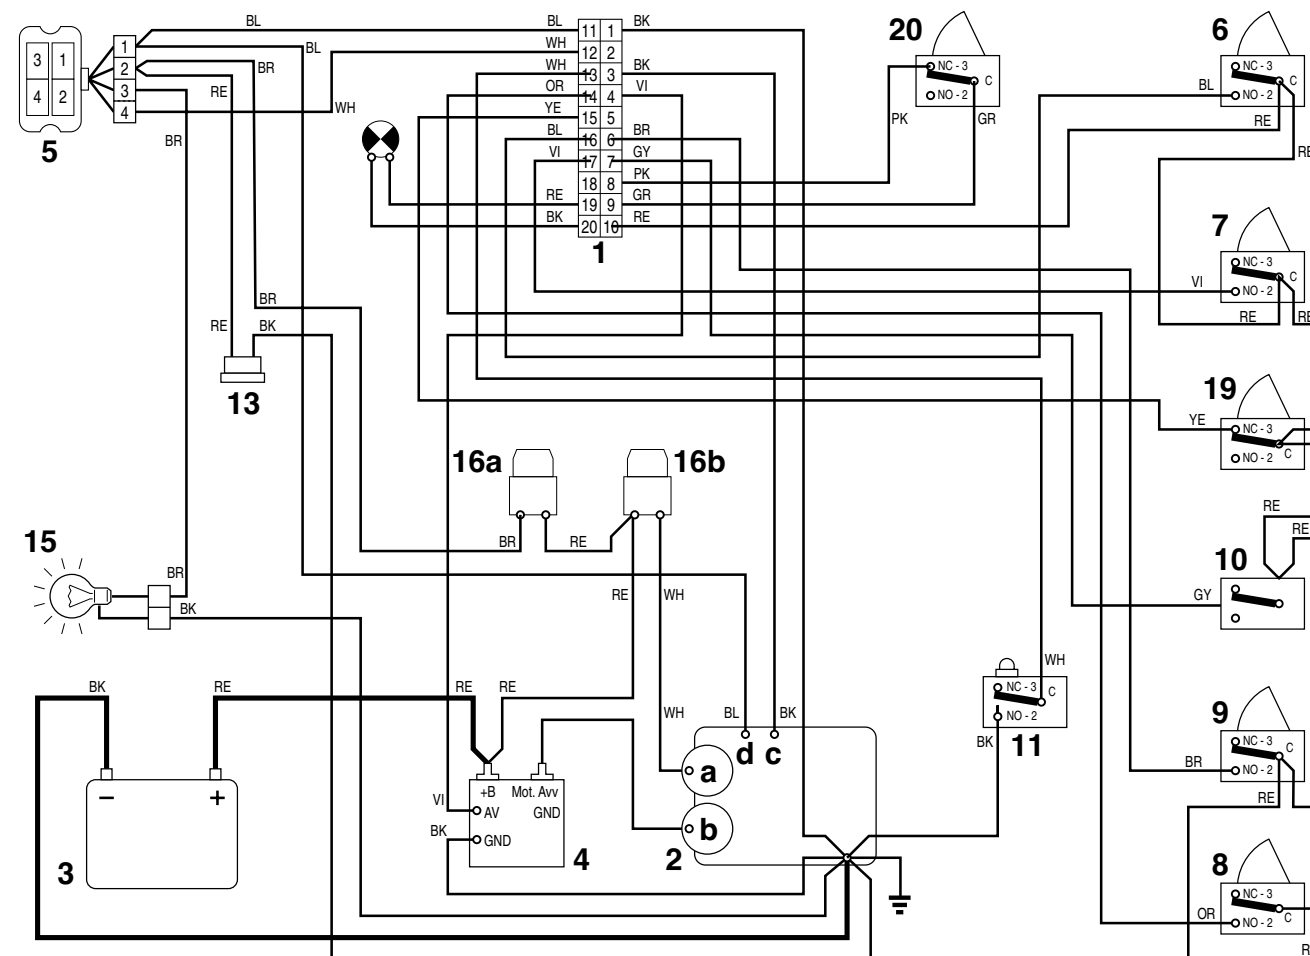 BL BL 11 1 BK
WH 12 2
WH 13 3 BK
OR 14 4 VI
YE 15 5
BL 16 6 BR
VI 17 7 GY
18 8 PK
RE 19 9 GR
BK 20 10 RE
1
3 1
4 2
5
1 BL
2 BR
3 RE
4 WH
BR
20
NC - 3
C
NO - 2
PK GR
6
NC - 3
C
BL NO - 2
RE
RE
7
NC - 3
C
VI NO - 2
RE RE
19
YE NC - 3
NO - 2 C
RE
RE
10
GY
BR
RE BK
13
16a 16b
BR RE
RE WH
15
BR
BK
BK RE RE RE
− +
3
WH
BL BK
d c
a
b
2
+B Mot. Avv
VI AV GND
BK GND
4
WH
NC - 3 C
NO - 2
BK 11
9
NC - 3
C
BR NO - 2
RE
8
NC - 3
OR NO - 2 C
R